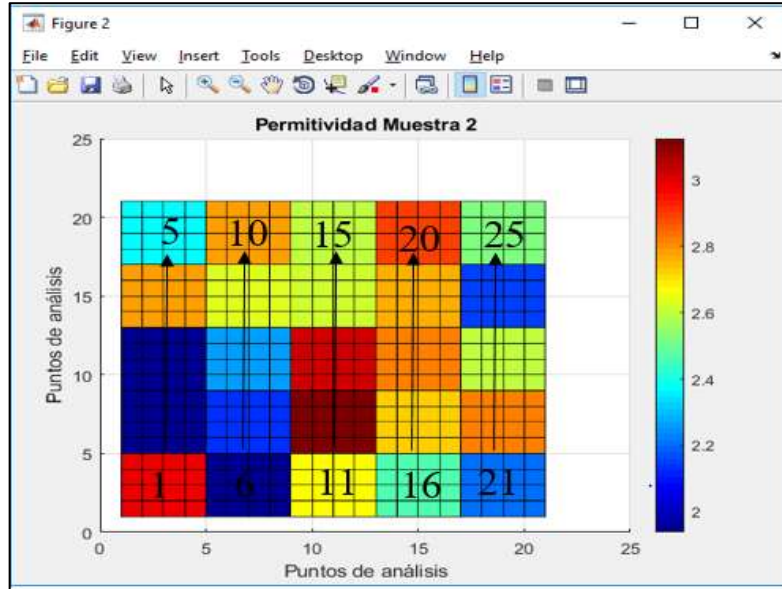 Figure 2
File Edit View Insert Tools Desktop Window Help
Permitividad Muestra 2
25
20
15
10
5
0
Puntos de análisis
5 10 15 20 25
1 6 11 16 21
0 5 10 15 20 25
Puntos de análisis
3
2.8
2.6
2.4
2.2
2